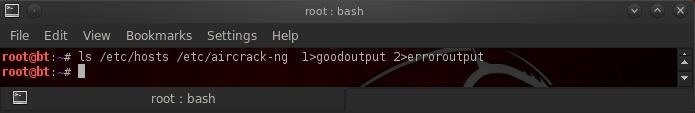 root : bash
File Edit View Bookmarks Settings Help
root@bt:~# ls /etc/hosts /etc/aircrack-ng  1>goodoutput 2>erroroutput
root@bt:~#
root : bash